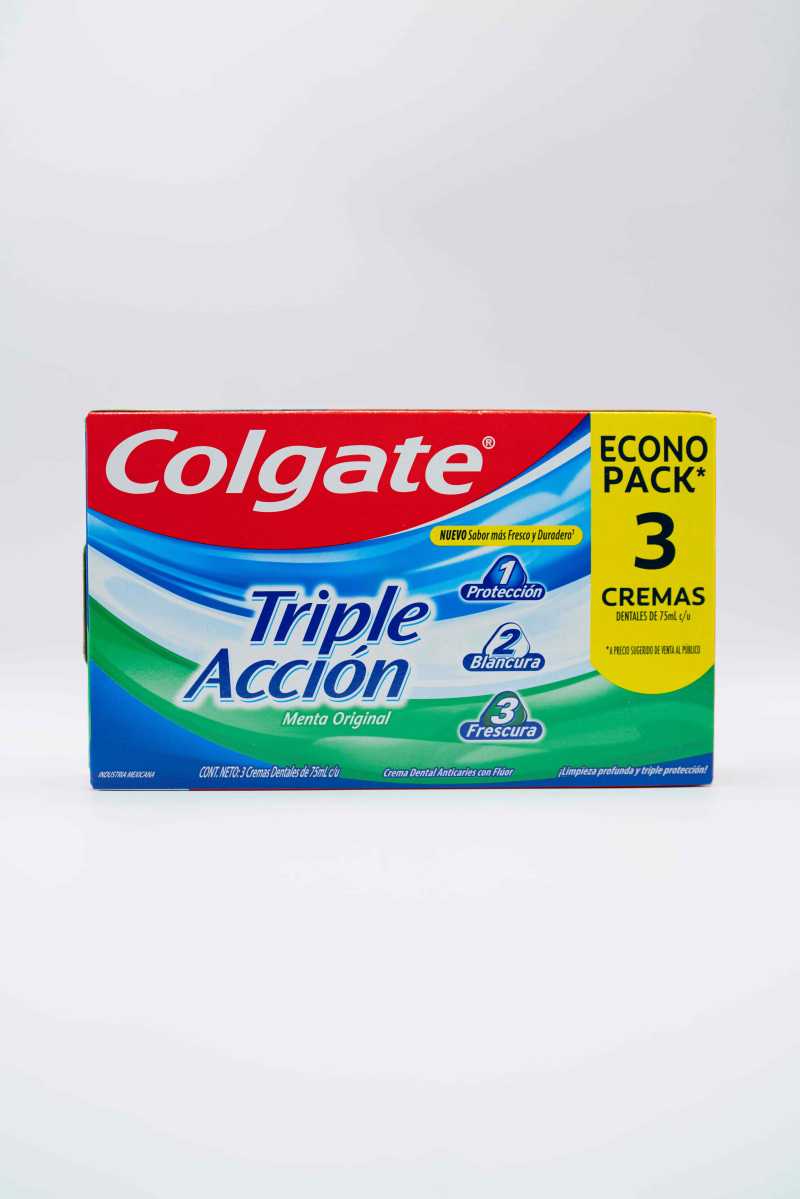 Colgate®
ECONO
PACK*
3
CREMAS
DENTALES DE 75mL c/u
*A PRECIO SUGERIDO DE VENTA AL PÚBLICO
NUEVO Sabor más Fresco y Duradero¹
1
Protección
2
Blancura
3
Frescura
Triple
Acción
Menta Original
INDUSTRIA MEXICANA
CONT. NETO: 3 Cremas Dentales de 75mL c/u
Crema Dental Anticaries con Flúor
¡Limpieza profunda y triple protección!